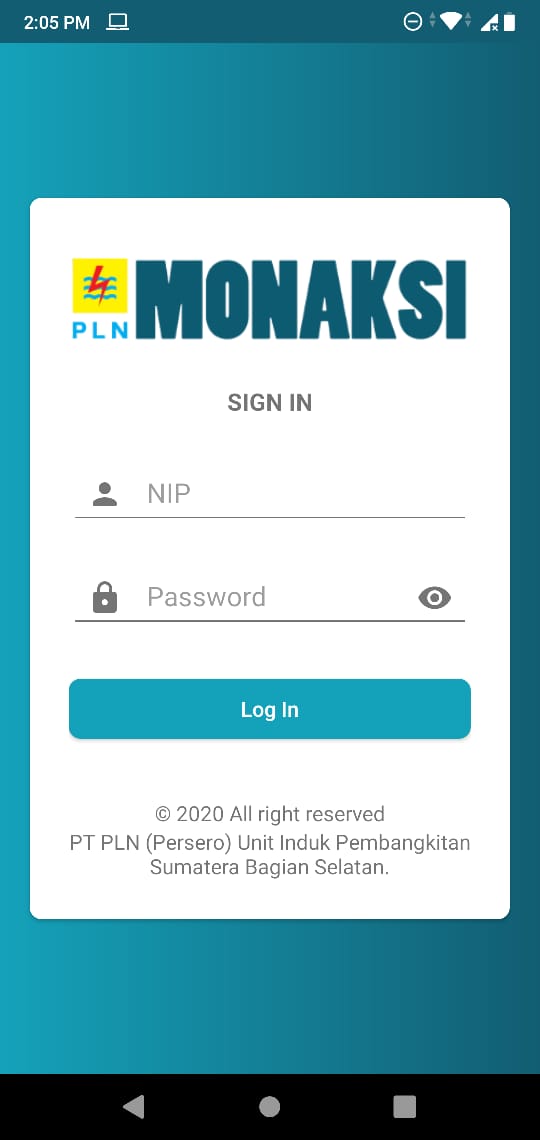 2:05 PM
MONAKSI
PLN
SIGN IN
NIP
Password
Log In
© 2020 All right reserved
PT PLN (Persero) Unit Induk Pembangkitan
Sumatera Bagian Selatan.